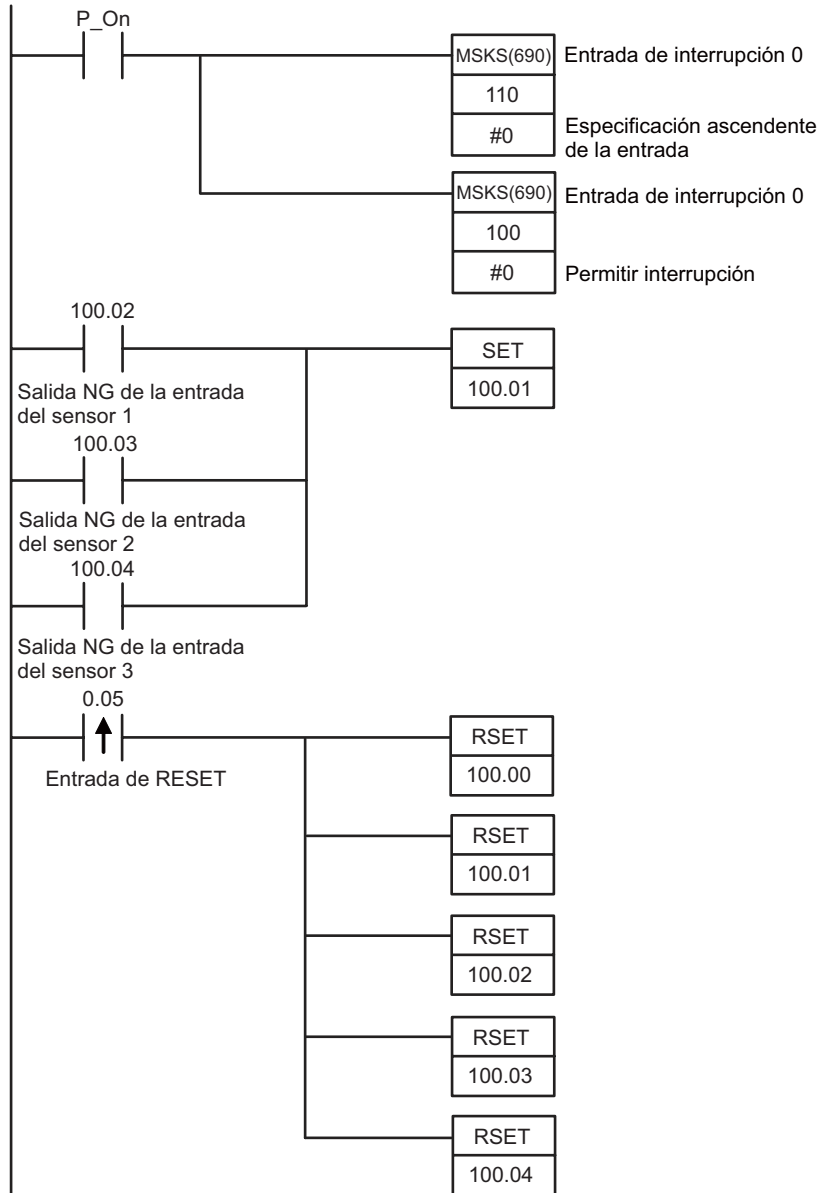 P_On
MSKS(690) Entrada de interrupción 0
110
#0 Especificación ascendente
de la entrada
MSKS(690) Entrada de interrupción 0
100
#0 Permitir interrupción
100.02
SET
100.01
Salida NG de la entrada
del sensor 1
100.03
Salida NG de la entrada
del sensor 2
100.04
Salida NG de la entrada
del sensor 3
0.05
RSET
100.00
Entrada de RESET
RSET
100.01
RSET
100.02
RSET
100.03
RSET
100.04